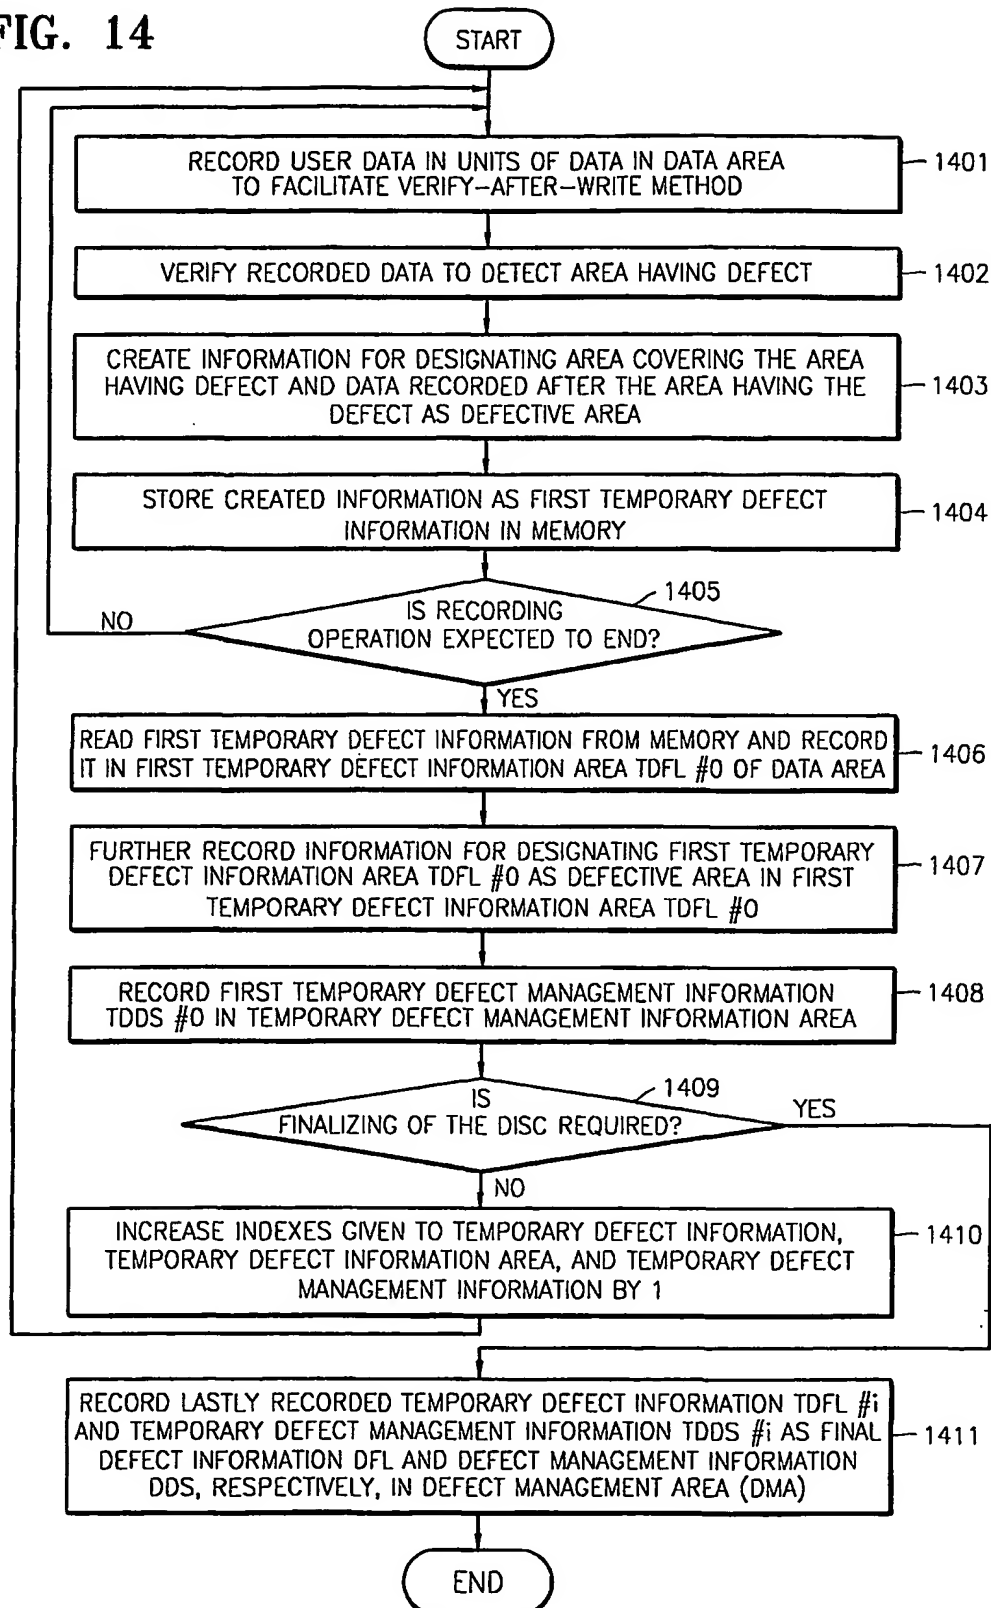 FIG. 14
START
RECORD USER DATA IN UNITS OF DATA IN DATA AREA
TO FACILITATE VERIFY-AFTER-WRITE METHOD
1401
VERIFY RECORDED DATA TO DETECT AREA HAVING DEFECT
1402
CREATE INFORMATION FOR DESIGNATING AREA COVERING THE AREA
HAVING DEFECT AND DATA RECORDED AFTER THE AREA HAVING THE
DEFECT AS DEFECTIVE AREA
1403
STORE CREATED INFORMATION AS FIRST TEMPORARY DEFECT
INFORMATION IN MEMORY
1404
1405
IS RECORDING
OPERATION EXPECTED TO END?
NO
YES
READ FIRST TEMPORARY DEFECT INFORMATION FROM MEMORY AND RECORD
IT IN FIRST TEMPORARY DEFECT INFORMATION AREA TDFL #0 OF DATA AREA
1406
FURTHER RECORD INFORMATION FOR DESIGNATING FIRST TEMPORARY
DEFECT INFORMATION AREA TDFL #0 AS DEFECTIVE AREA IN FIRST
TEMPORARY DEFECT INFORMATION AREA TDFL #0
1407
RECORD FIRST TEMPORARY DEFECT MANAGEMENT INFORMATION
TDDS #0 IN TEMPORARY DEFECT MANAGEMENT INFORMATION AREA
1408
1409
IS
FINALIZING OF THE DISC REQUIRED?
YES
NO
INCREASE INDEXES GIVEN TO TEMPORARY DEFECT INFORMATION,
TEMPORARY DEFECT INFORMATION AREA, AND TEMPORARY DEFECT
MANAGEMENT INFORMATION BY 1
1410
RECORD LASTLY RECORDED TEMPORARY DEFECT INFORMATION TDFL #i
AND TEMPORARY DEFECT MANAGEMENT INFORMATION TDDS #i AS FINAL
DEFECT INFORMATION DFL AND DEFECT MANAGEMENT INFORMATION
DDS, RESPECTIVELY, IN DEFECT MANAGEMENT AREA (DMA)
1411
END